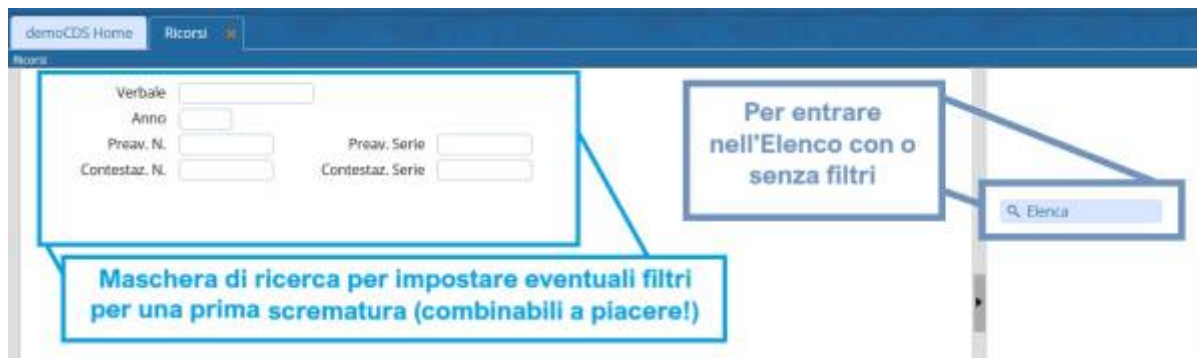 demoCDS Home Ricorsi ×
Ricorsi
Verbale
Anno
Preav. N. Preav. Serie
Contestaz. N. Contestaz. Serie
Per entrare
nell'Elenco con o
senza filtri
Elenca
Maschera di ricerca per impostare eventuali filtri
per una prima scrematura (combinabili a piacere!)